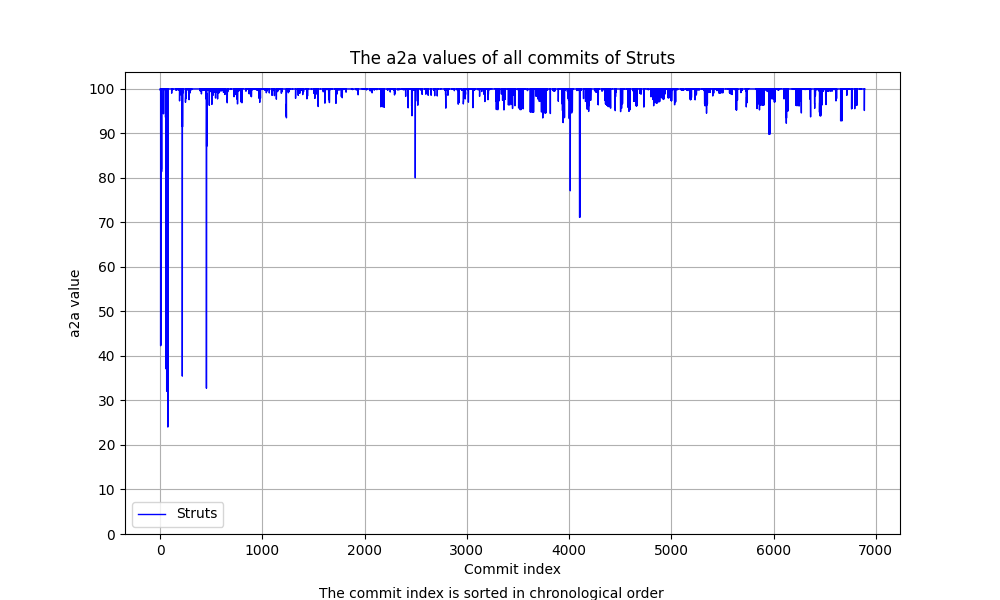 The a2a values of all commits of Struts
100
90
80
70
60
50
40
30
20
10
0
a2a value
Struts
0 1000 2000 3000 4000 5000 6000 7000
Commit index
The commit index is sorted in chronological order